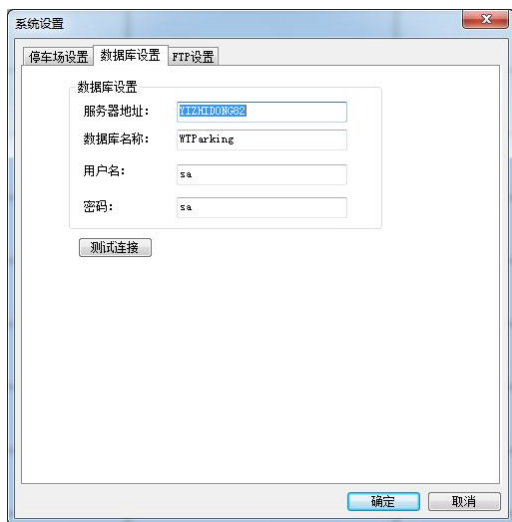 系统设置
停车场设置 数据库设置 FTP设置
数据库设置
服务器地址： YIZHIDONG82
数据库名称： WTParking
用户名： sa
密码： sa
测试连接
确定 取消